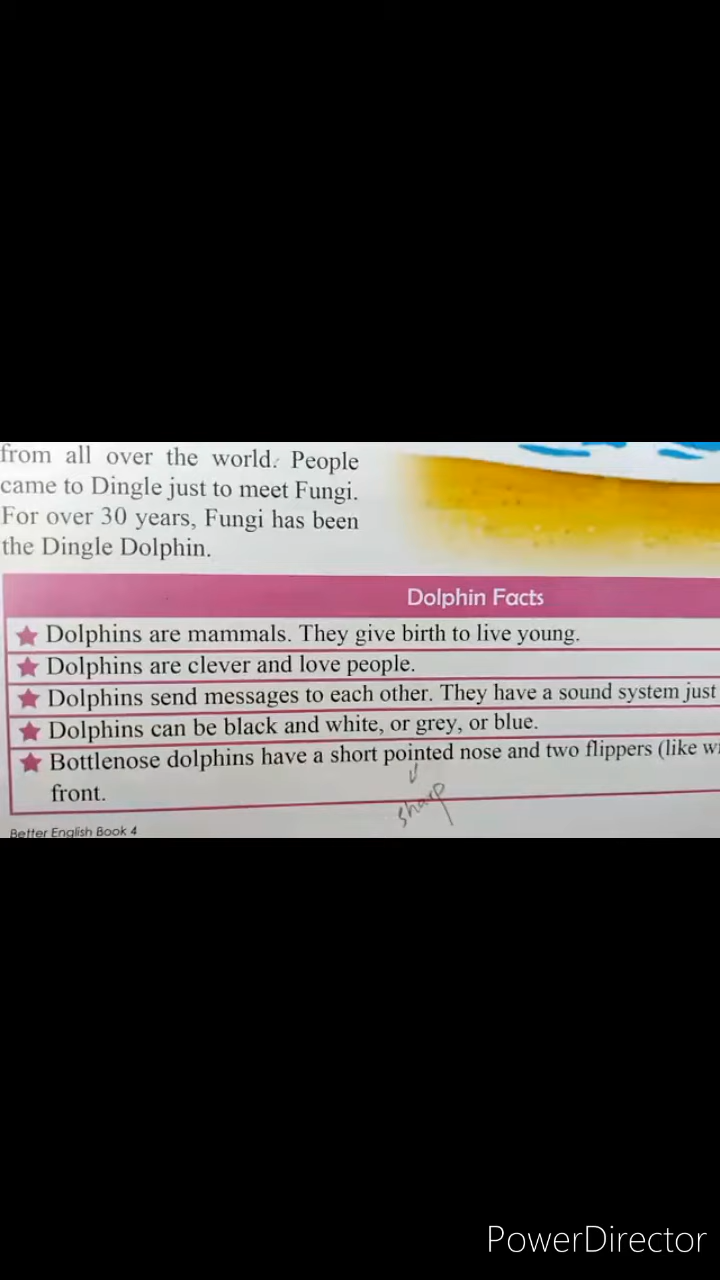 from all over the world. People
came to Dingle just to meet Fungi.
For over 30 years, Fungi has been
the Dingle Dolphin.
Dolphin Facts
Dolphins are mammals. They give birth to live young.
Dolphins are clever and love people.
Dolphins send messages to each other. They have a sound system just
Dolphins can be black and white, or grey, or blue.
Bottlenose dolphins have a short pointed nose and two flippers (like
front.
sharp
Better English Book 4
PowerDirector